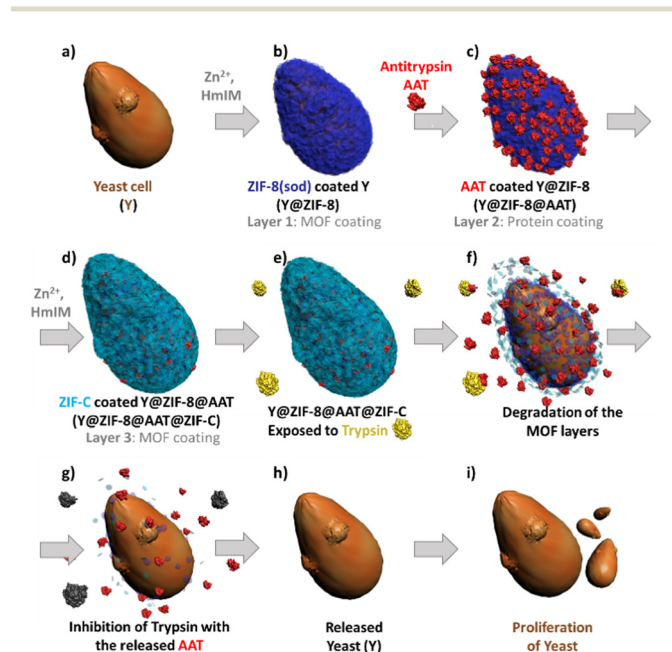 a)
b)
c)
Zn²⁺,
HmIM
Antitrypsin
AAT
Yeast cell
(Y)
ZIF-8(sod) coated Y
(Y@ZIF-8)
Layer 1: MOF coating
AAT coated Y@ZIF-8
(Y@ZIF-8@AAT)
Layer 2: Protein coating
d)
e)
f)
Zn²⁺,
HmIM
ZIF-C coated Y@ZIF-8@AAT
(Y@ZIF-8@AAT@ZIF-C)
Layer 3: MOF coating
Y@ZIF-8@AAT@ZIF-C
Exposed to Trypsin
Degradation of the
MOF layers
g)
h)
i)
Inhibition of Trypsin with
the released AAT
Released
Yeast (Y)
Proliferation
of Yeast